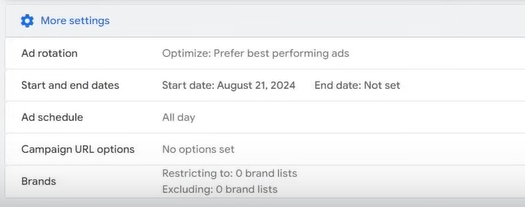 More settings
Ad rotation Optimize: Prefer best performing ads
Start and end dates Start date: August 21, 2024 End date: Not set
Ad schedule All day
Campaign URL options No options set
Brands Restricting to: 0 brand lists
Excluding: 0 brand lists